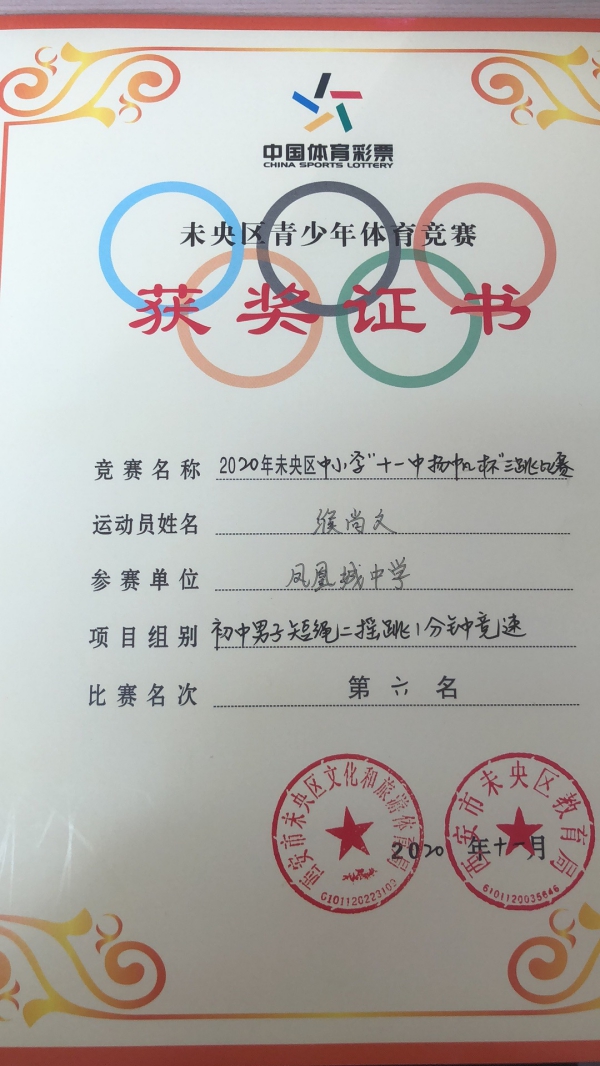 中国体育彩票
CHINA SPORTS LOTTERY
未央区青少年体育竞赛
获奖证书
竞赛名称 2020年未央区中小学“十一中扬帆杯”三跳比赛
运动员姓名 侯尚文
参赛单位 凤凰城中学
项目组别 初中男子短绳二摇跳1分钟竞速
比赛名次 第六名
西安市未央区文化和旅游体育局
西安市未央区教育局
2020年十一月
6101120223103
6101120035646